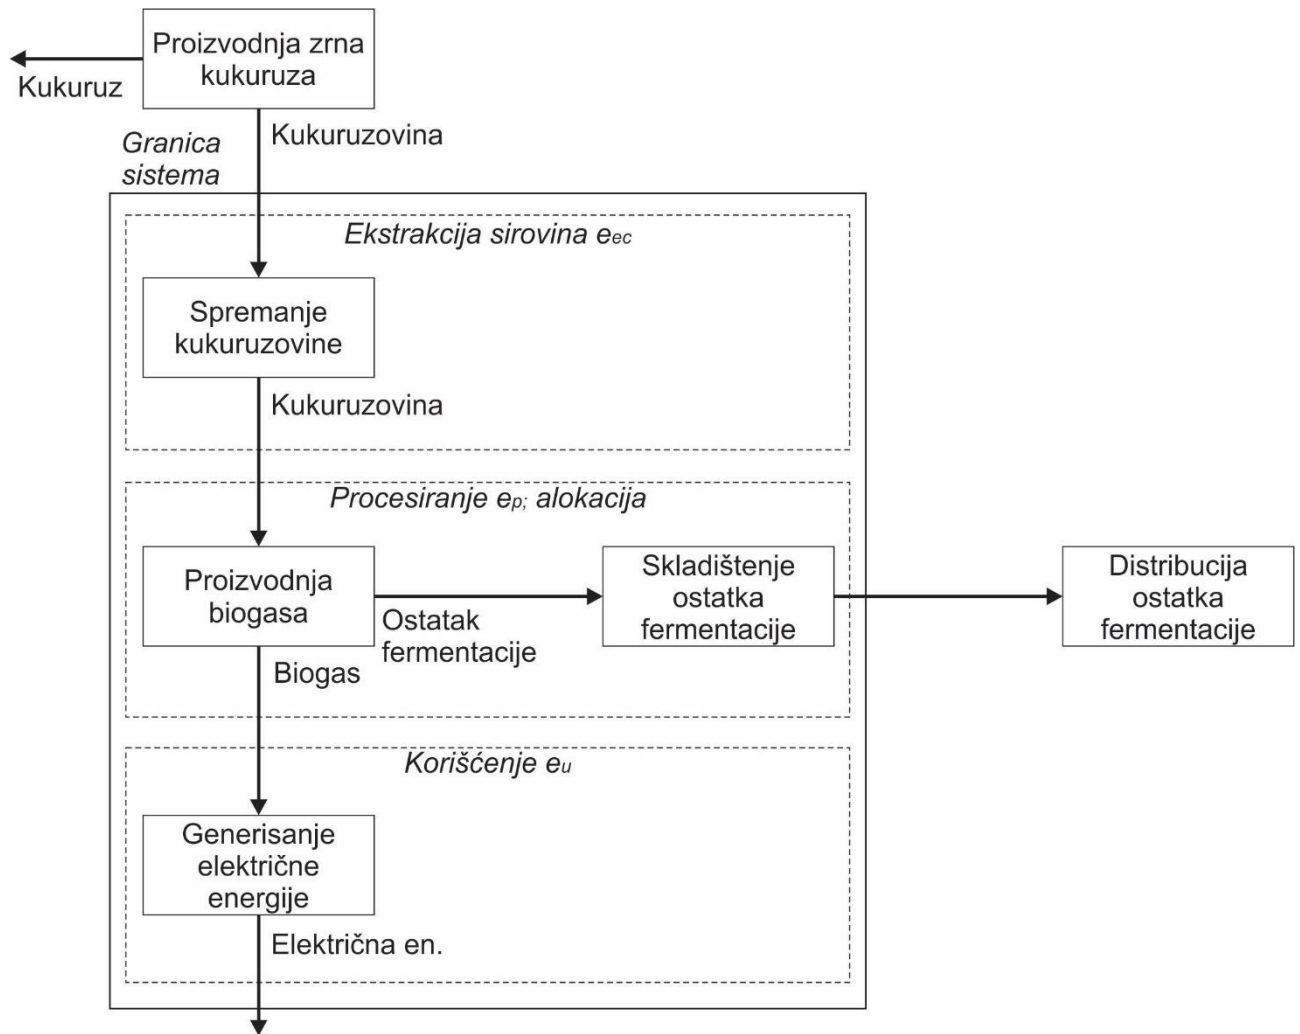 Proizvodnja zrna
kukuruza
Kukuruz
Kukuruzovina
Granica
sistema
Ekstrakcija sirovina eec
Spremanje
kukuruzovine
Kukuruzovina
Procesiranje ep; alokacija
Proizvodnja
biogasa
Ostatak
fermentacije
Skladištenje
ostatka
fermentacije
Distribucija
ostatka
fermentacije
Biogas
Korišćenje eu
Generisanje
električne
energije
Električna en.